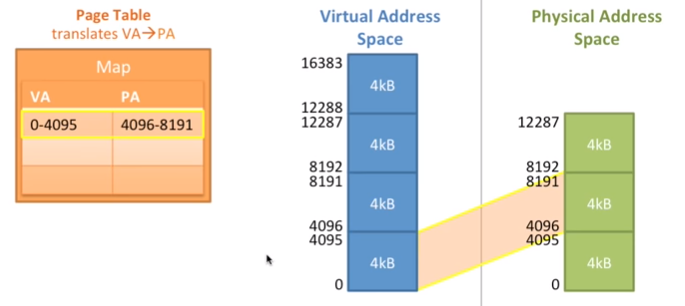 Page Table
translates VA→PA
Map
VA PA
0-4095 4096-8191
Virtual Address
Space
16383
4kB
12288
12287
4kB
8192
8191
4kB
4096
4095
4kB
0
Physical Address
Space
12287
4kB
8192
8191
4kB
4096
4095
4kB
0